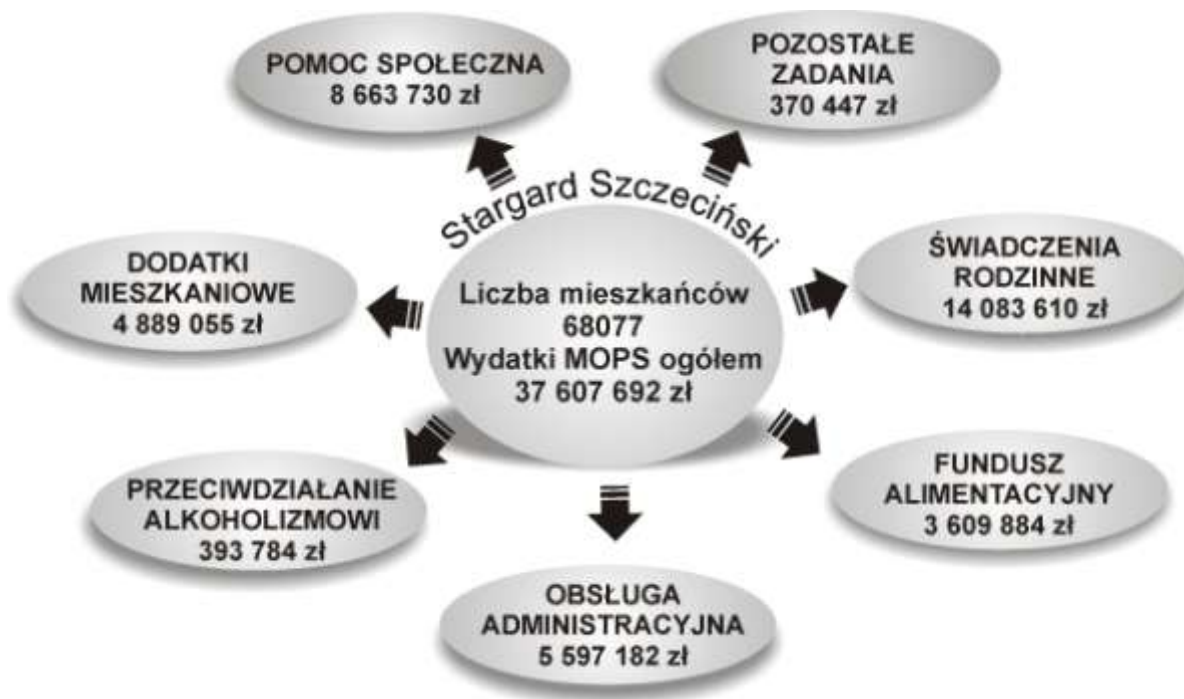 POMOC SPOŁECZNA
8 663 730 zł
POZOSTAŁE
ZADANIA
370 447 zł
Stargard Szczeciński
DODATKI
MIESZKANIOWE
4 889 055 zł
Liczba mieszkańców
68077
Wydatki MOPS ogółem
37 607 692 zł
ŚWIADCZENIA
RODZINNE
14 083 610 zł
PRZECIWDZIAŁANIE
ALKOHOLIZMOWI
393 784 zł
FUNDUSZ
ALIMENTACYJNY
3 609 884 zł
OBSŁUGA
ADMINISTRACYJNA
5 597 182 zł